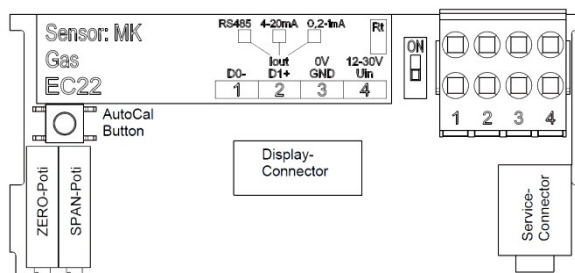 Sensor: MK
Gas
EC22
RS485 4-20mA 0,2-1mA Rt
Iout 0V 12-30V
D0- D1+ GND Uin
1 2 3 4
ON
1 2 3 4
AutoCal
Button
ZERO-Poti
SPAN-Poti
Display-
Connector
Service-
Connector